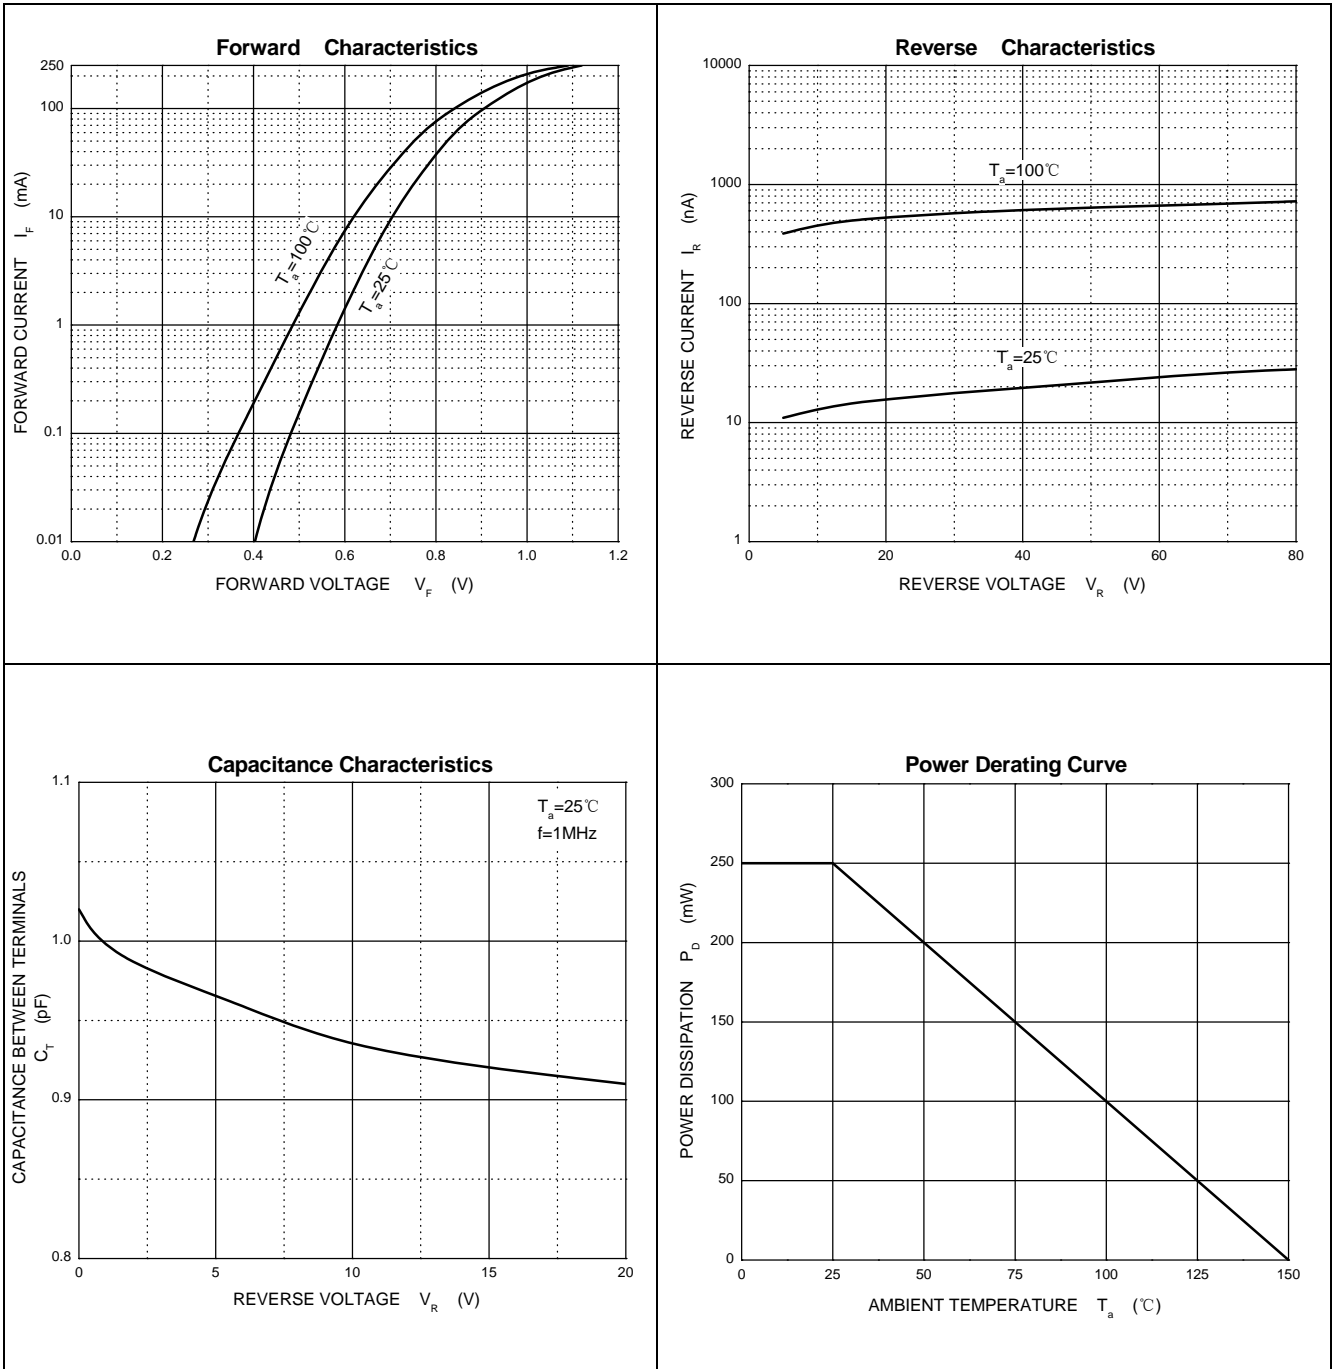 Forward Characteristics
250
100
10
1
0.1
0.01
0.0
0.2
0.4
0.6
0.8
1.0
1.2
FORWARD CURRENT I_F (mA)
T_a=100℃
T_a=25℃
FORWARD VOLTAGE V_F (V)
Reverse Characteristics
10000
1000
100
10
1
0
20
40
60
80
REVERSE CURRENT I_R (nA)
T_a=100℃
T_a=25℃
REVERSE VOLTAGE V_R (V)
Capacitance Characteristics
1.1
1.0
0.9
0.8
0
5
10
15
20
CAPACITANCE BETWEEN TERMINALS
C_T (pF)
T_a=25℃
f=1MHz
REVERSE VOLTAGE V_R (V)
Power Derating Curve
300
250
200
150
100
50
0
0
25
50
75
100
125
150
POWER DISSIPATION P_D (mW)
AMBIENT TEMPERATURE T_a (℃)